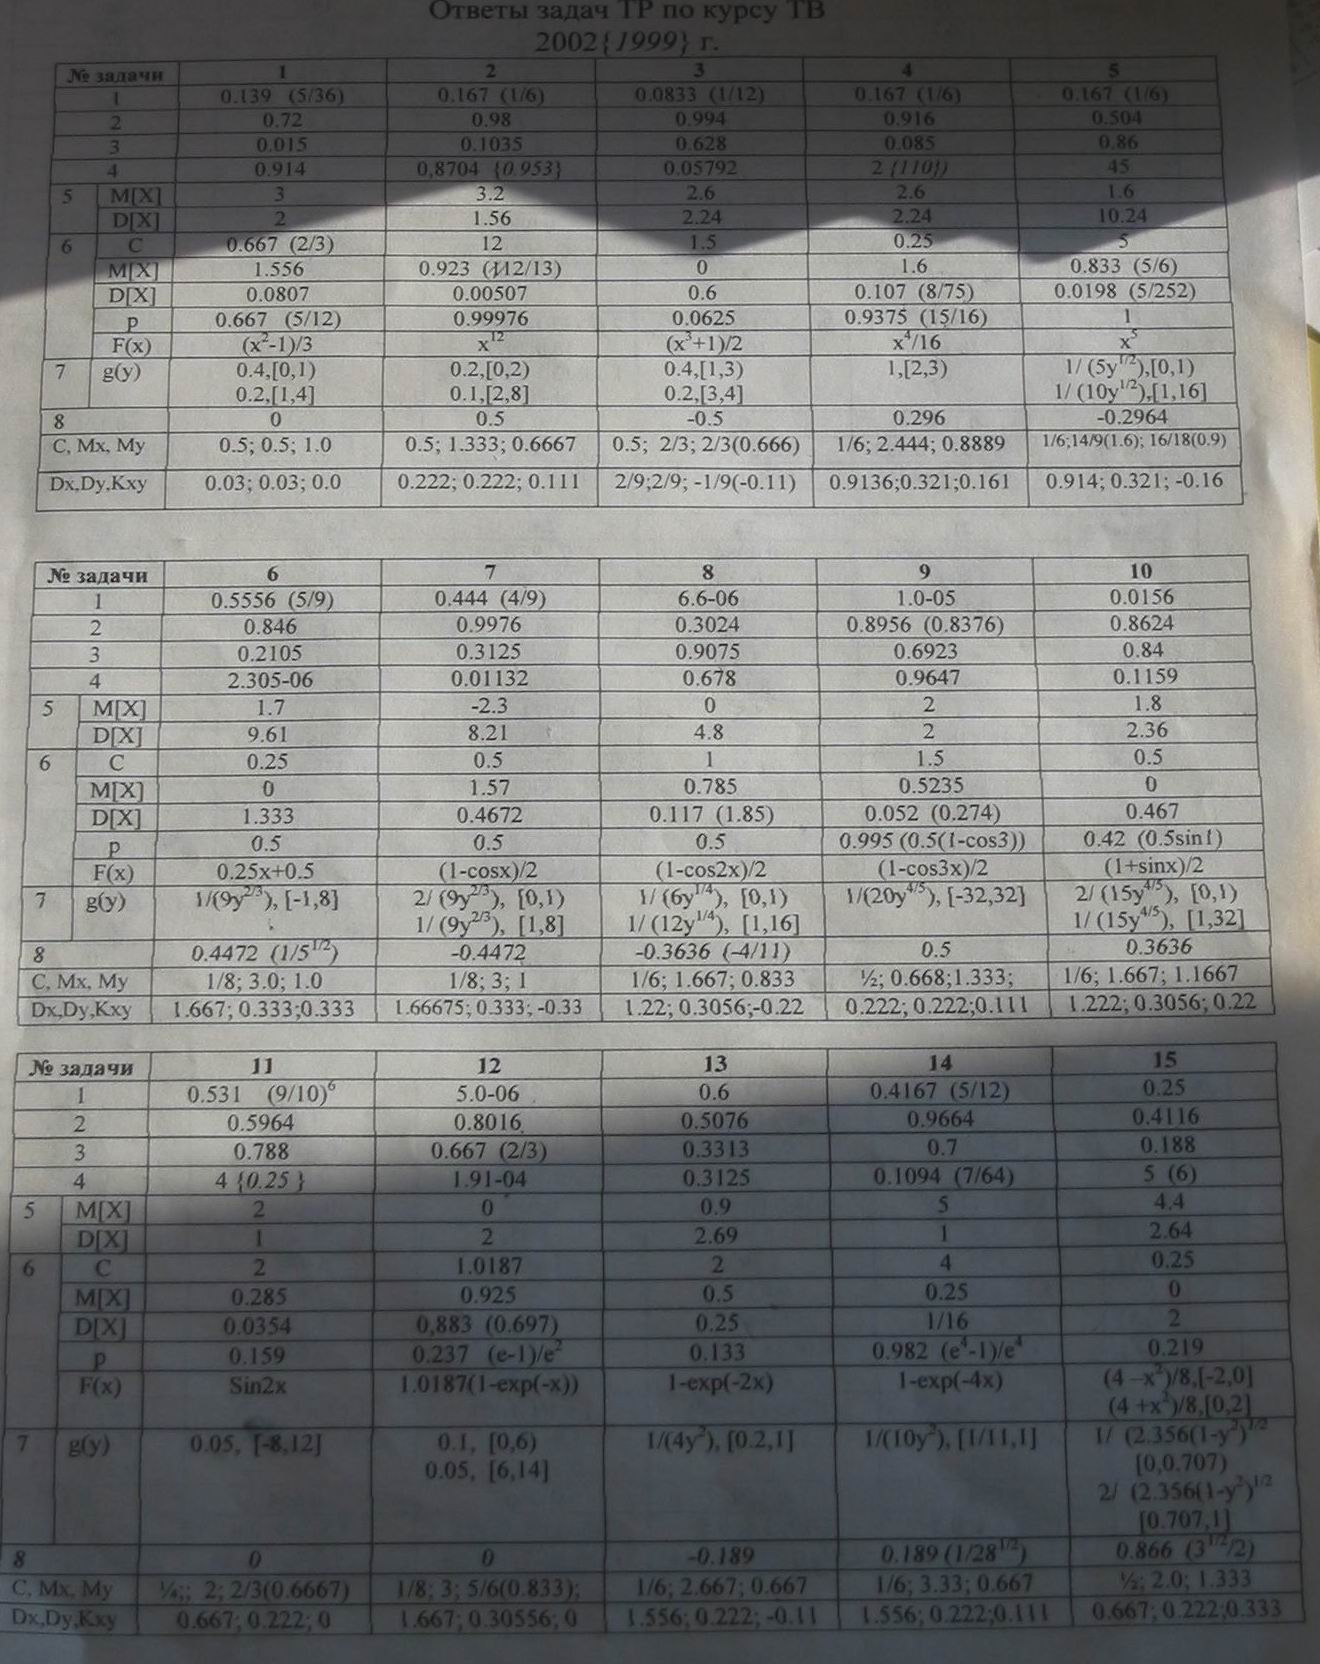 Ответы задач ТР по курсу ТВ
2002{1999} г.
№ задачи 1 2 3 4 5
1 0.139 (5/36) 0.167 (1/6) 0.0833 (1/12) 0.167 (1/6) 0.167 (1/6)
2 0.72 0.98 0.994 0.916 0.504
3 0.015 0.1035 0.628 0.085 0.86
4 0.914 0,8704 {0.953} 0.05792 2 {110}) 45
5 M[X] 3 3.2 2.6 2.6 1.6
D[X] 2 1.56 2.24 2.24 10.24
6 C 0.667 (2/3) 12 1.5 0.25 5
M[X] 1.556 0.923 (12/13) 0 1.6 0.833 (5/6)
D[X] 0.0807 0.00507 0.6 0.107 (8/75) 0.0198 (5/252)
p 0.667 (5/12) 0.99976 0.0625 0.9375 (15/16) 1
F(x) (x²-1)/3 x¹² (x³+1)/2 x⁴/16 x⁵
7 g(y) 0.4,[0,1) 0.2,[0,2) 0.4,[1,3) 1,[2,3) 1/ (5y^1/2),[0,1)
0.2,[1,4] 0.1,[2,8] 0.2,[3,4] 1/ (10y^1/2),[1,16]
8 0 0.5 -0.5 0.296 -0.2964
C, Mx, My 0.5; 0.5; 1.0 0.5; 1.333; 0.6667 0.5; 2/3; 2/3(0.666) 1/6; 2.444; 0.8889 1/6;14/9(1.6); 16/18(0.9)
Dx,Dy,Kxy 0.03; 0.03; 0.0 0.222; 0.222; 0.111 2/9;2/9; -1/9(-0.11) 0.9136;0.321;0.161 0.914; 0.321; -0.16
№ задачи 6 7 8 9 10
1 0.5556 (5/9) 0.444 (4/9) 6.6-06 1.0-05 0.0156
2 0.846 0.9976 0.3024 0.8956 (0.8376) 0.8624
3 0.2105 0.3125 0.9075 0.6923 0.84
4 2.305-06 0.01132 0.678 0.9647 0.1159
5 M[X] 1.7 -2.3 0 2 1.8
D[X] 9.61 8.21 4.8 2 2.36
6 C 0.25 0.5 1 1.5 0.5
M[X] 0 1.57 0.785 0.5235 0
D[X] 1.333 0.4672 0.117 (1.85) 0.052 (0.274) 0.467
p 0.5 0.5 0.5 0.995 (0.5(1-cos3)) 0.42 (0.5sin1)
F(x) 0.25x+0.5 (1-cosx)/2 (1-cos2x)/2 (1-cos3x)/2 (1+sinx)/2
7 g(y) 1/(9y^2/3), [-1,8] 2/ (9y^2/3), [0,1) 1/ (6y^1/4), [0,1) 1/(20y^4/5), [-32,32] 2/ (15y^4/5), [0,1)
1/ (9y^2/3), [1,8] 1/ (12y^1/4), [1,16] 1/ (15y^4/5), [1,32]
8 0.4472 (1/5^1/2) -0.4472 -0.3636 (-4/11) 0.5 0.3636
C, Mx, My 1/8; 3.0; 1.0 1/8; 3; 1 1/6; 1.667; 0.833 ½; 0.668;1.333; 1/6; 1.667; 1.1667
Dx,Dy,Kxy 1.667; 0.333;0.333 1.66675; 0.333; -0.33 1.22; 0.3056;-0.22 0.222; 0.222;0.111 1.222; 0.3056; 0.22
№ задачи 11 12 13 14 15
1 0.531 (9/10)⁶ 5.0-06 0.6 0.4167 (5/12) 0.25
2 0.5964 0.8016 0.5076 0.9664 0.4116
3 0.788 0.667 (2/3) 0.3313 0.7 0.188
4 4 {0.25 } 1.91-04 0.3125 0.1094 (7/64) 5 (6)
5 M[X] 2 0 0.9 5 4.4
D[X] 1 2 2.69 1 2.64
6 C 2 1.0187 2 4 0.25
M[X] 0.285 0.925 0.5 0.25 0
D[X] 0.0354 0,883 (0.697) 0.25 1/16 2
p 0.159 0.237 (e-1)/e² 0.133 0.982 (e⁴-1)/e⁴ 0.219
F(x) Sin2x 1.0187(1-exp(-x)) 1-exp(-2x) 1-exp(-4x) (4 –x²)/8,[-2,0]
(4 +x²)/8,[0,2]
7 g(y) 0.05, [-8,12] 0.1, [0,6) 1/(4y²), [0.2,1] 1/(10y²), [1/11,1] 1/ (2.356(1-y²)^1/2
0.05, [6,14] [0,0.707)
2/ (2.356(1-y²)^1/2
[0.707,1]
8 0 0 -0.189 0.189 (1/28^1/2) 0.866 (3^1/2/2)
C, Mx, My ¼;; 2; 2/3(0.6667) 1/8; 3; 5/6(0.833); 1/6; 2.667; 0.667 1/6; 3.33; 0.667 ½; 2.0; 1.333
Dx,Dy,Kxy 0.667; 0.222; 0 1.667; 0.30556; 0 1.556; 0.222; -0.11 1.556; 0.222;0.111 0.667; 0.222;0.333